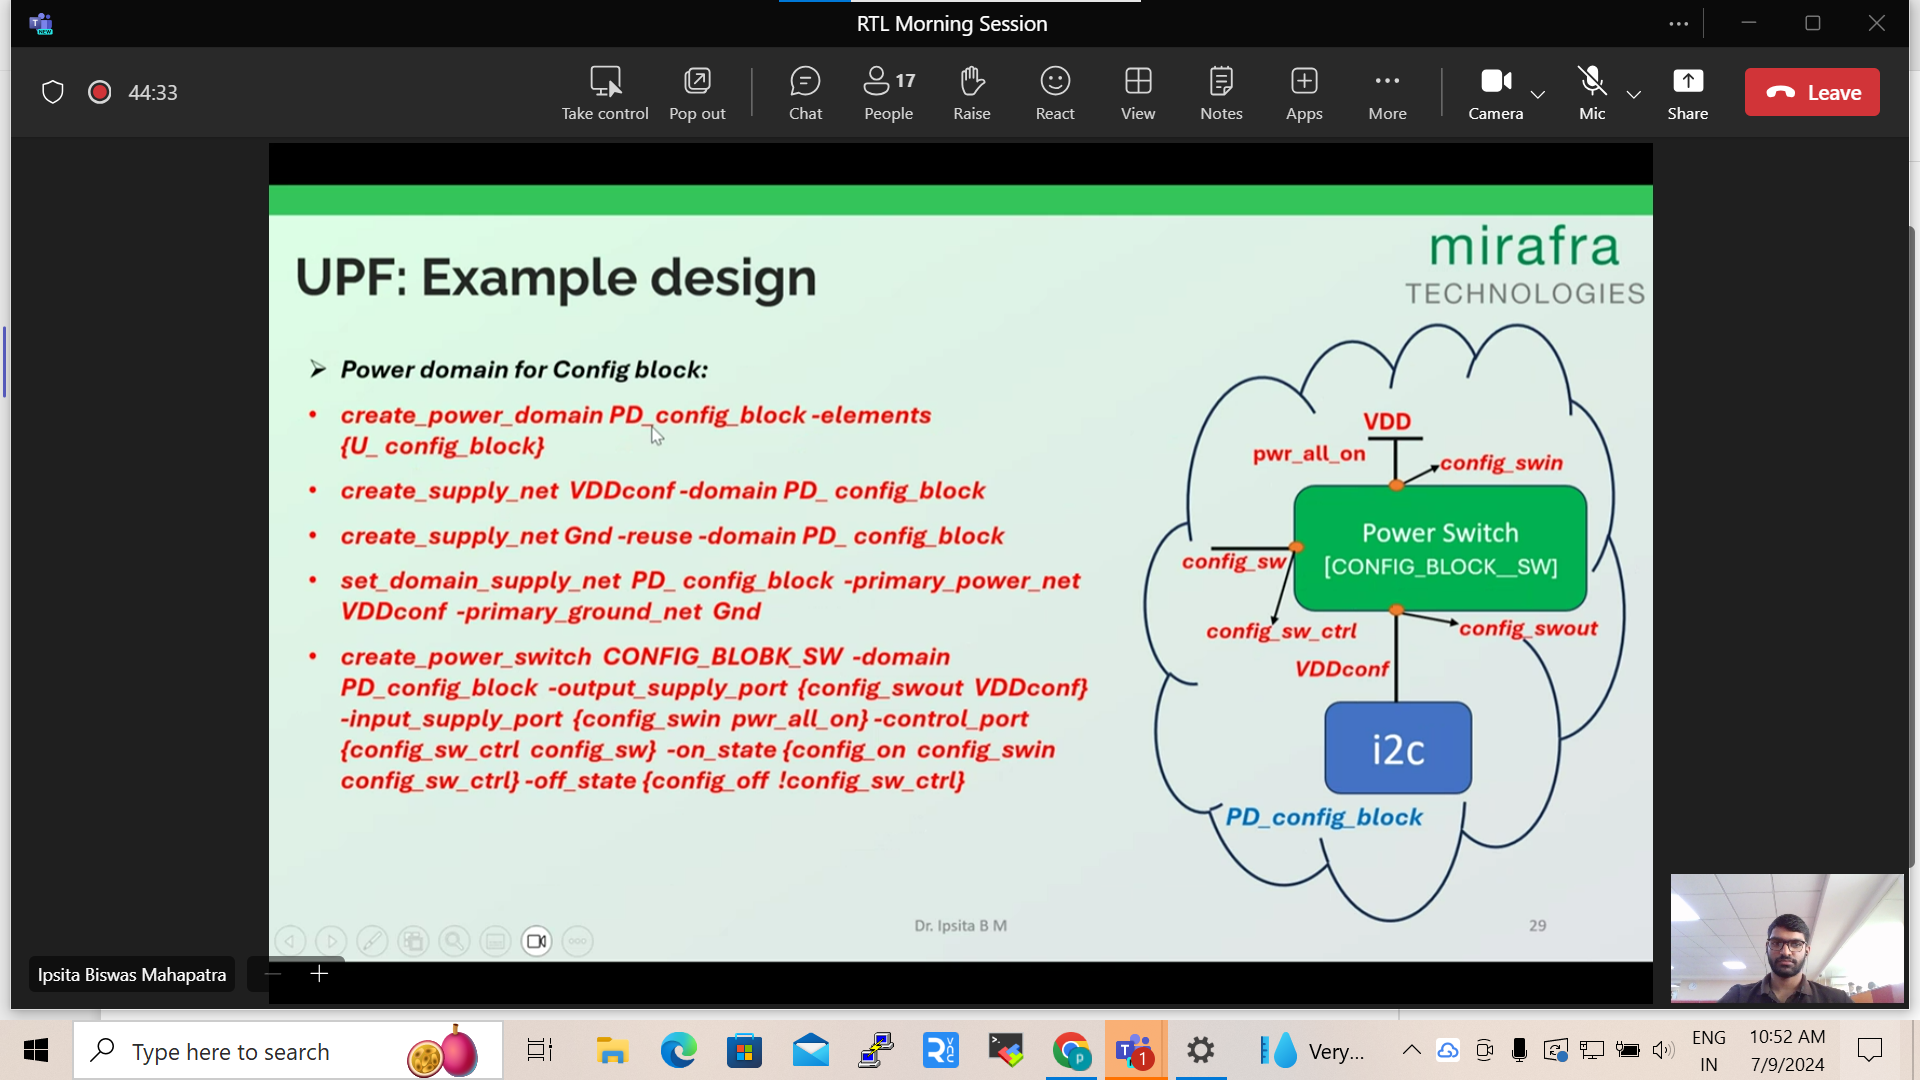 RTL Morning Session
44:33
Take control
Pop out
Chat
17
People
Raise
React
View
Notes
Apps
More
Camera
Mic
Share
Leave
UPF: Example design
mirafra
TECHNOLOGIES
Power domain for Config block:
create_power_domain PD_config_block -elements
{U_ config_block}
create_supply_net VDDconf -domain PD_ config_block
create_supply_net Gnd -reuse -domain PD_ config_block
set_domain_supply_net PD_ config_block -primary_power_net
VDDconf -primary_ground_net Gnd
create_power_switch CONFIG_BLOBK_SW -domain
PD_config_block -output_supply_port {config_swout VDDconf}
-input_supply_port {config_swin pwr_all_on} -control_port
{config_sw_ctrl config_sw} -on_state {config_on config_swin
config_sw_ctrl} -off_state {config_off !config_sw_ctrl}
VDD
pwr_all_on
config_swin
Power Switch
[CONFIG_BLOCK__SW]
config_sw
config_sw_ctrl
config_swout
VDDconf
i2c
PD_config_block
Dr. Ipsita B M
29
Ipsita Biswas Mahapatra
Type here to search
Very...
ENG
IN
10:52 AM
7/9/2024